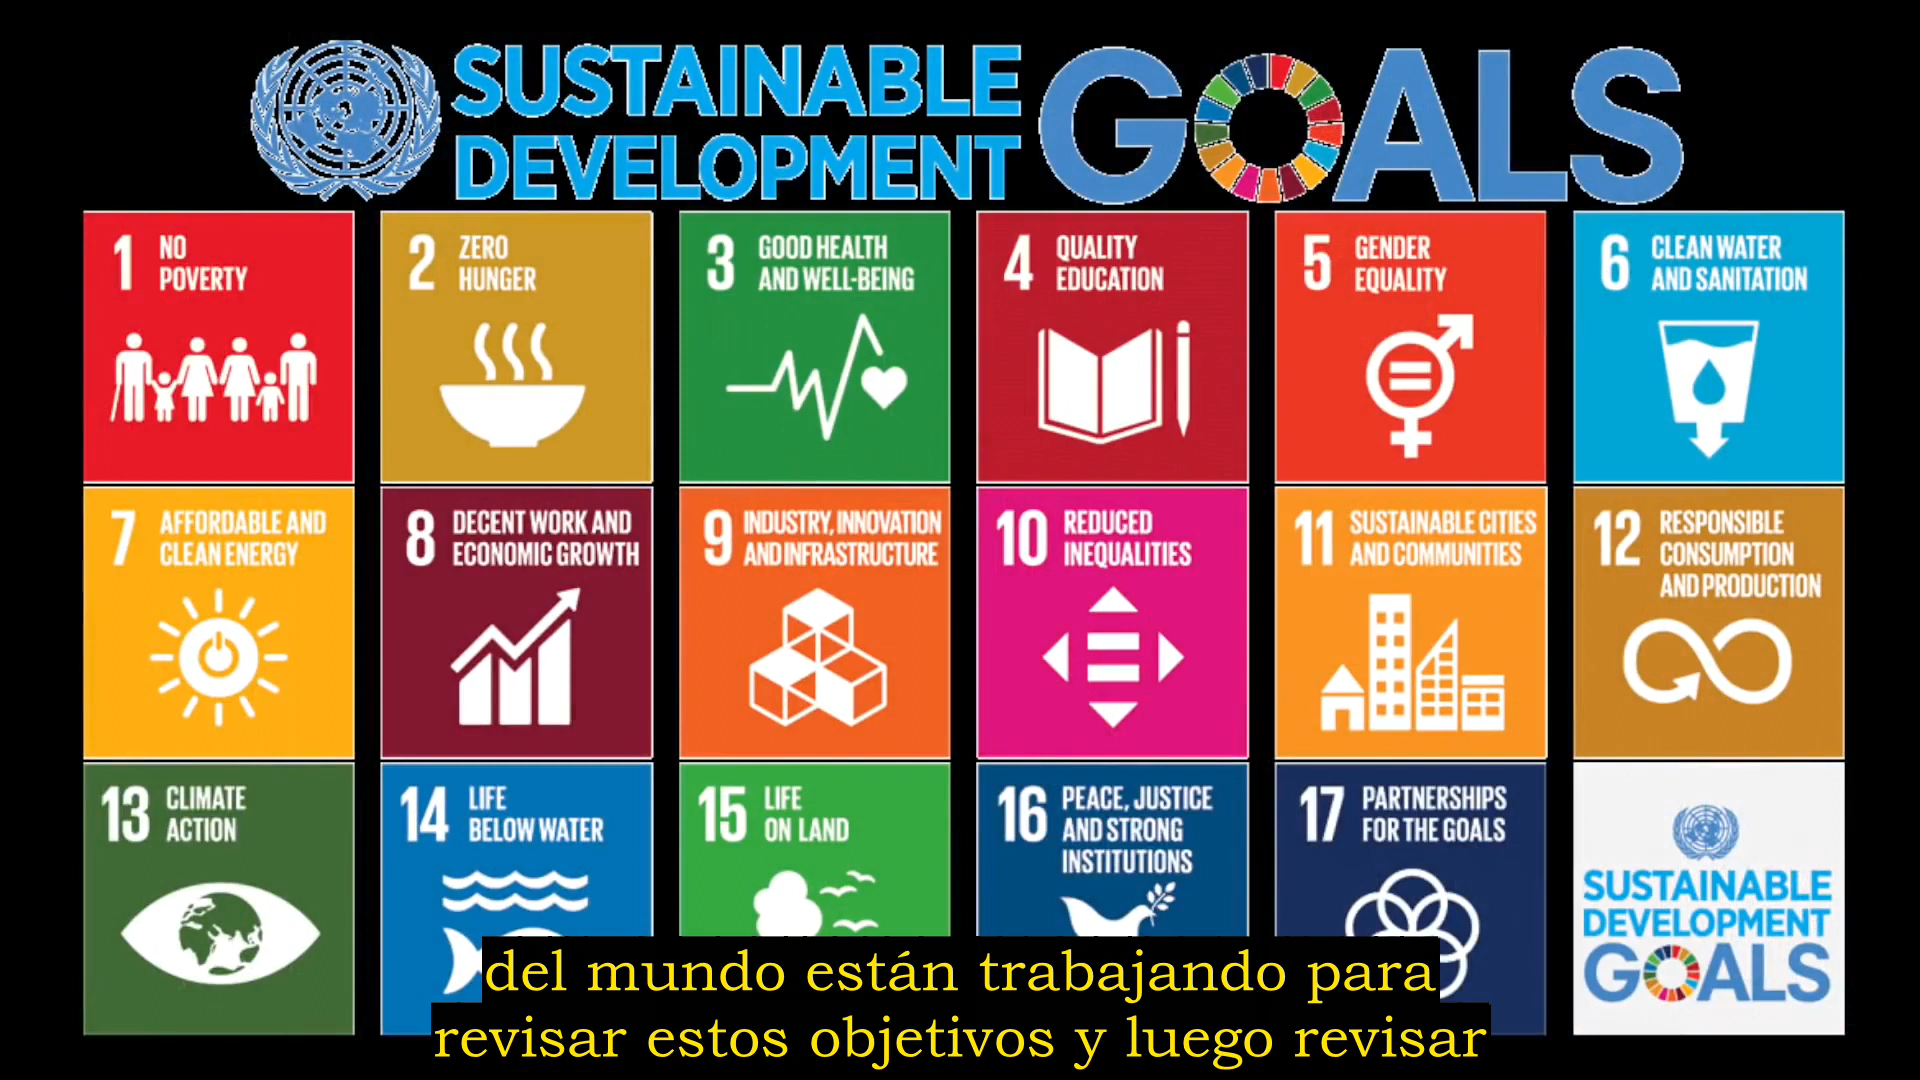 SUSTAINABLE
DEVELOPMENT
GOALS
1 NO
POVERTY
2 ZERO
HUNGER
3 GOOD HEALTH
AND WELL-BEING
4 QUALITY
EDUCATION
5 GENDER
EQUALITY
6 CLEAN WATER
AND SANITATION
7 AFFORDABLE AND
CLEAN ENERGY
8 DECENT WORK AND
ECONOMIC GROWTH
9 INDUSTRY, INNOVATION
AND INFRASTRUCTURE
10 REDUCED
INEQUALITIES
11 SUSTAINABLE CITIES
AND COMMUNITIES
12 RESPONSIBLE
CONSUMPTION
AND PRODUCTION
13 CLIMATE
ACTION
14 LIFE
BELOW WATER
15 LIFE
ON LAND
16 PEACE, JUSTICE
AND STRONG
INSTITUTIONS
17 PARTNERSHIPS
FOR THE GOALS
SUSTAINABLE
DEVELOPMENT
GOALS
del mundo están trabajando para
revisar estos objetivos y luego revisar